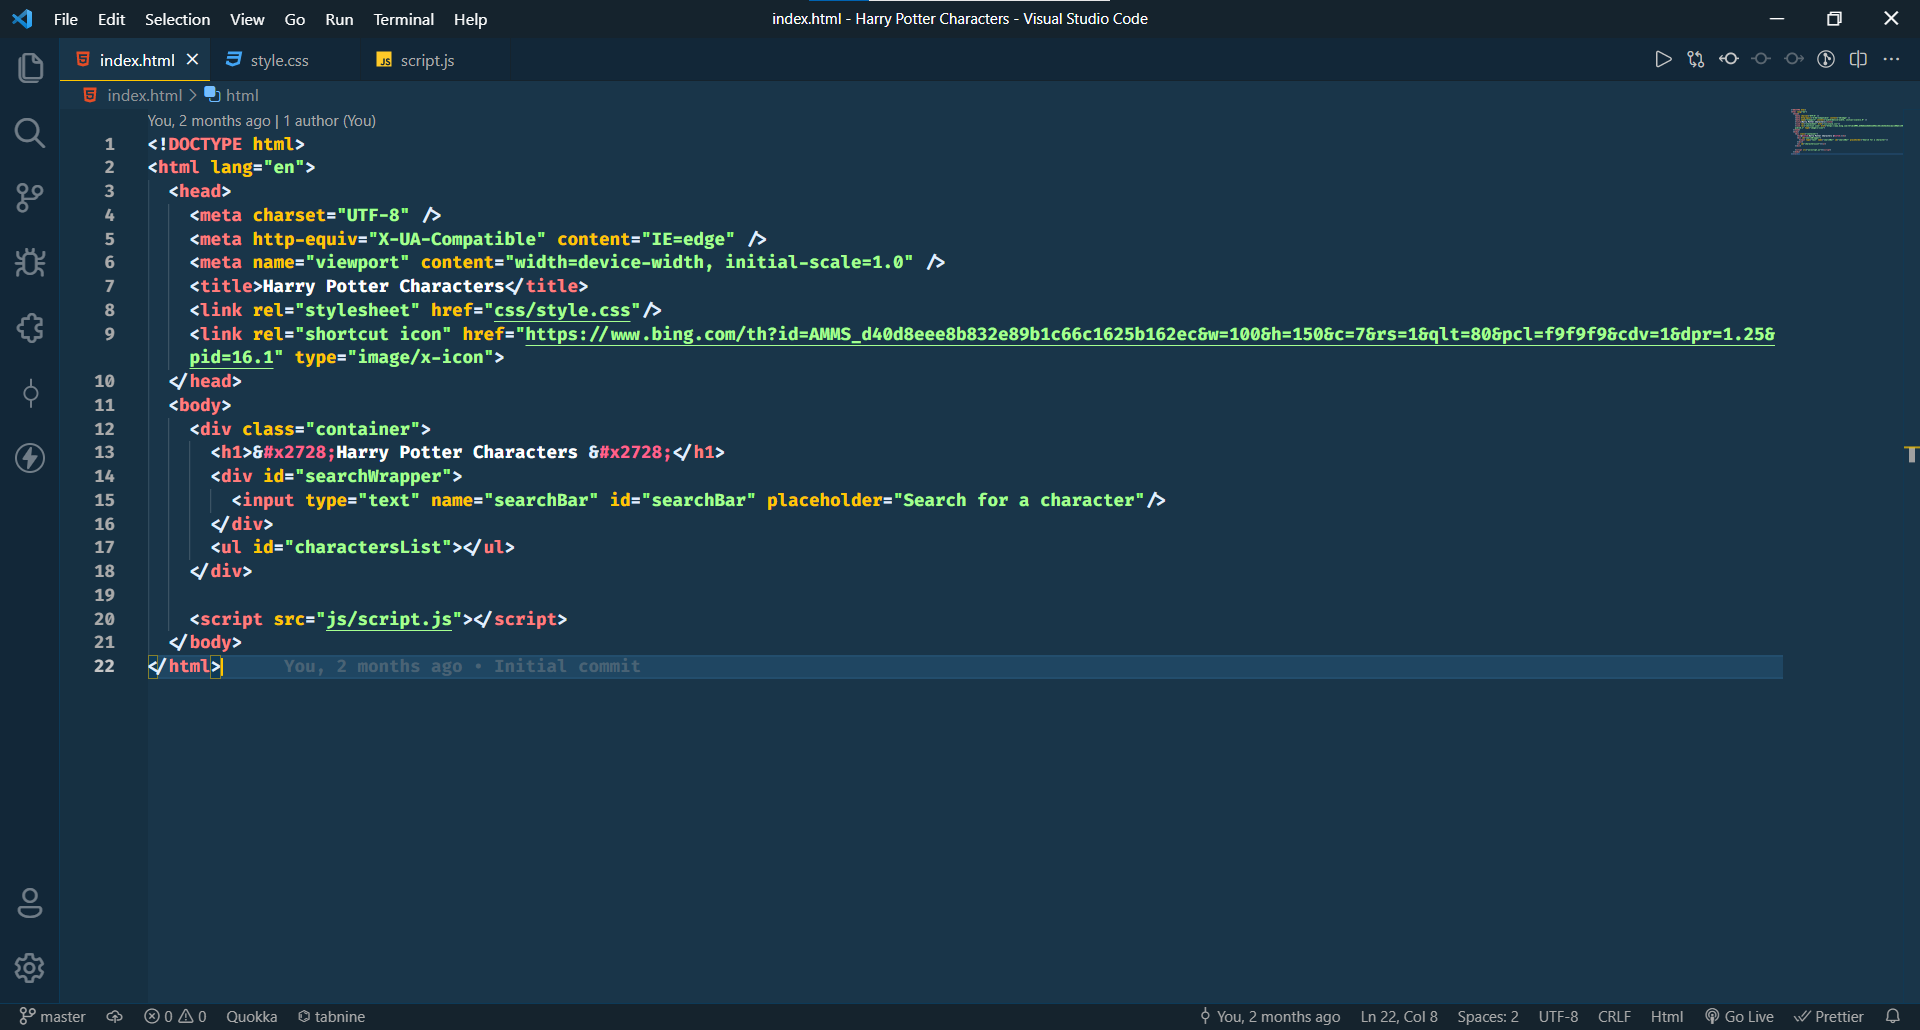 File Edit Selection View Go Run Terminal Help index.html - Harry Potter Characters - Visual Studio Code
index.html style.css JS script.js
index.html > html
You, 2 months ago | 1 author (You)
1 <!DOCTYPE html>
2 <html lang="en">
3 <head>
4 <meta charset="UTF-8" />
5 <meta http-equiv="X-UA-Compatible" content="IE=edge" />
6 <meta name="viewport" content="width=device-width, initial-scale=1.0" />
7 <title>Harry Potter Characters</title>
8 <link rel="stylesheet" href="css/style.css"/>
9 <link rel="shortcut icon" href="https://www.bing.com/th?id=AMMS_d40d8eee8b832e89b1c66c1625b162ec&w=100&h=150&c=7&rs=1&qlt=80&pcl=f9f9f9&cdv=1&dpr=1.25&
pid=16.1" type="image/x-icon">
10 </head>
11 <body>
12 <div class="container">
13 <h1>&#x2728;Harry Potter Characters &#x2728;</h1>
14 <div id="searchWrapper">
15 <input type="text" name="searchBar" id="searchBar" placeholder="Search for a character"/>
16 </div>
17 <ul id="charactersList"></ul>
18 </div>
19
20 <script src="js/script.js"></script>
21 </body>
22 </html> You, 2 months ago • Initial commit
master 0 0 Quokka tabnine You, 2 months ago Ln 22, Col 8 Spaces: 2 UTF-8 CRLF Html Go Live Prettier